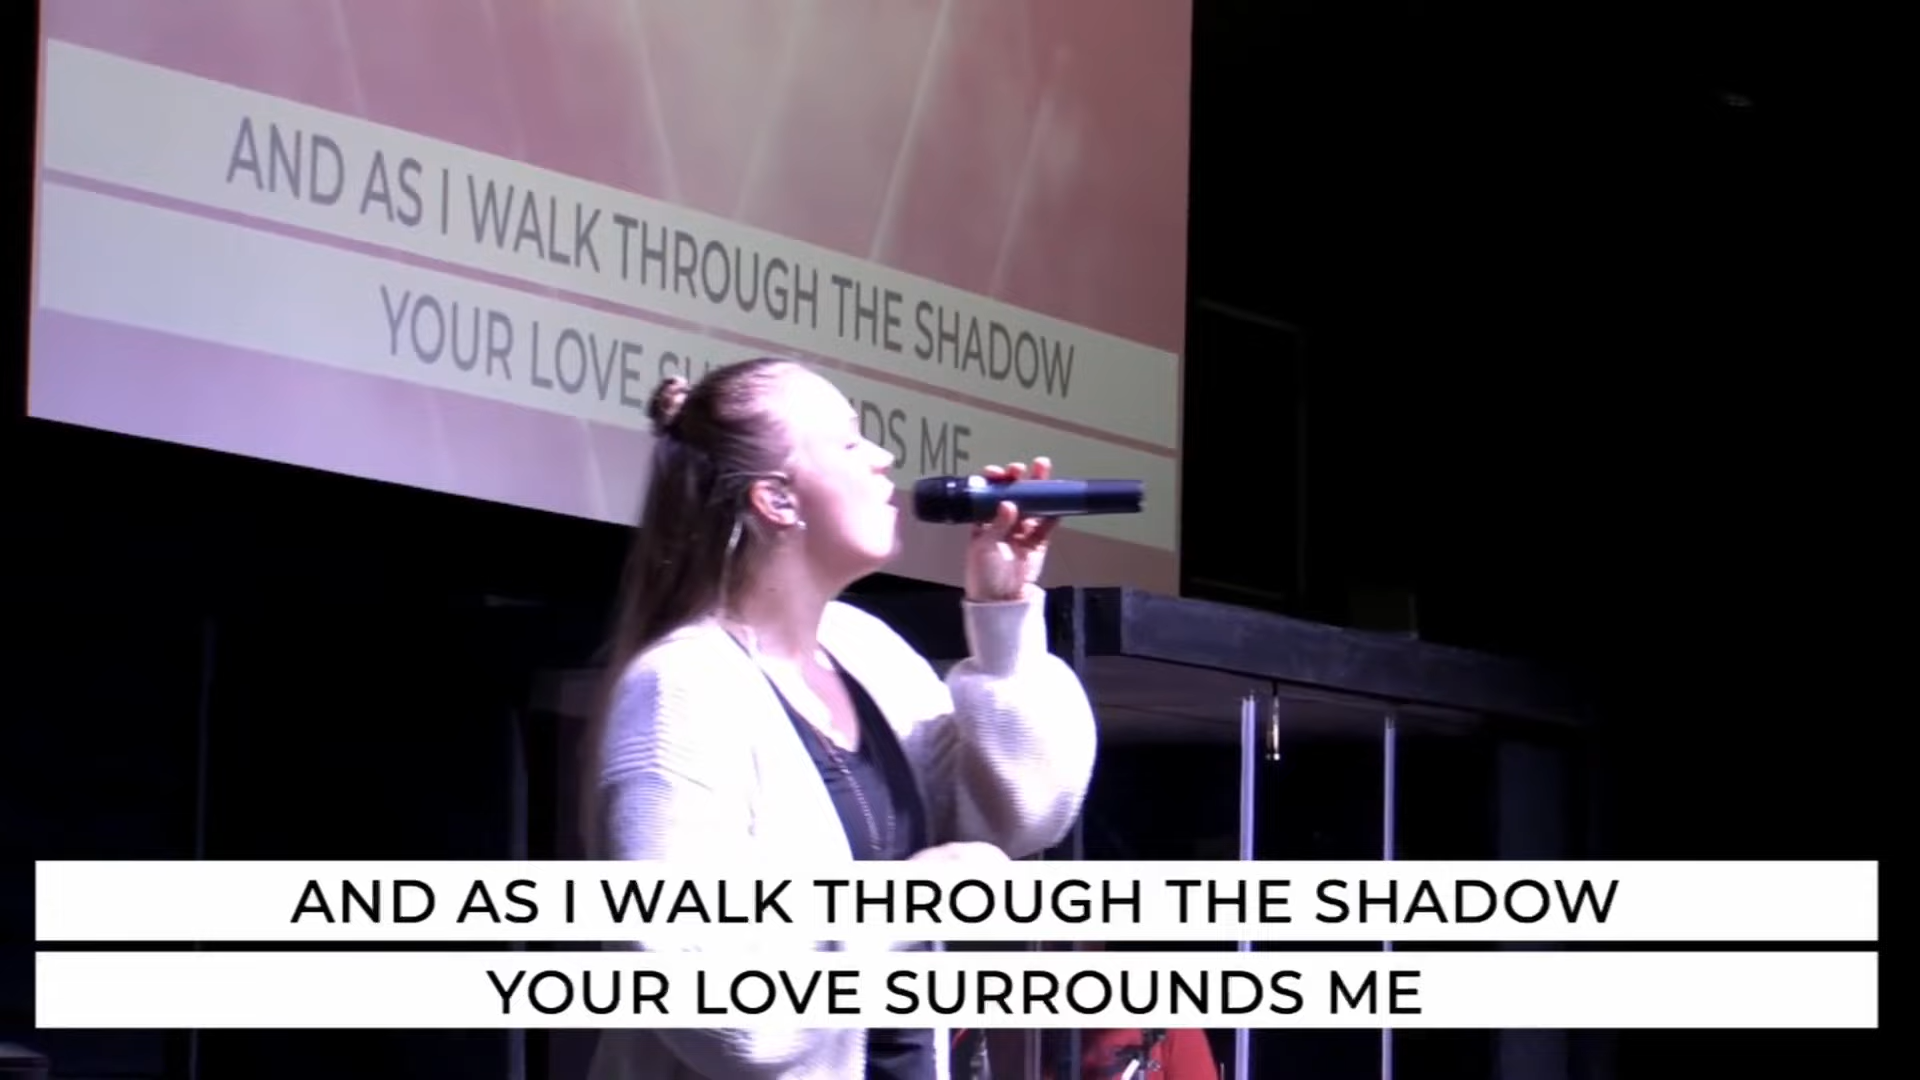 AND AS I WALK THROUGH THE SHADOW
YOUR LOVE DS ME
AND AS I WALK THROUGH THE SHADOW
YOUR LOVE SURROUNDS ME